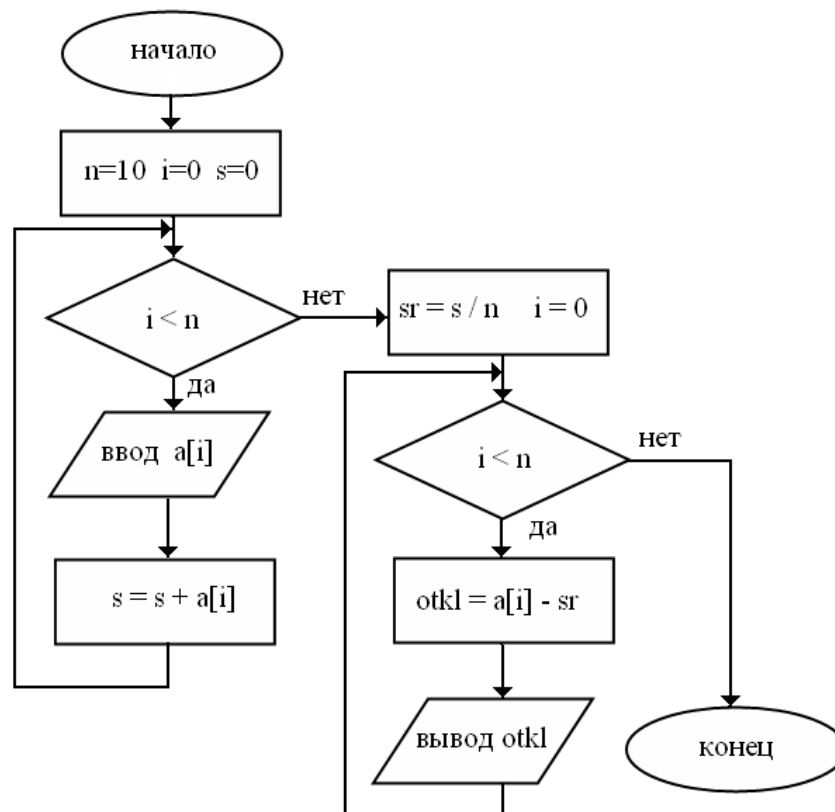 начало
n=10 i=0 s=0
i < n
нет
да
ввод a[i]
s = s + a[i]
sr = s / n i = 0
i < n
нет
да
otkl = a[i] - sr
вывод otkl
конец